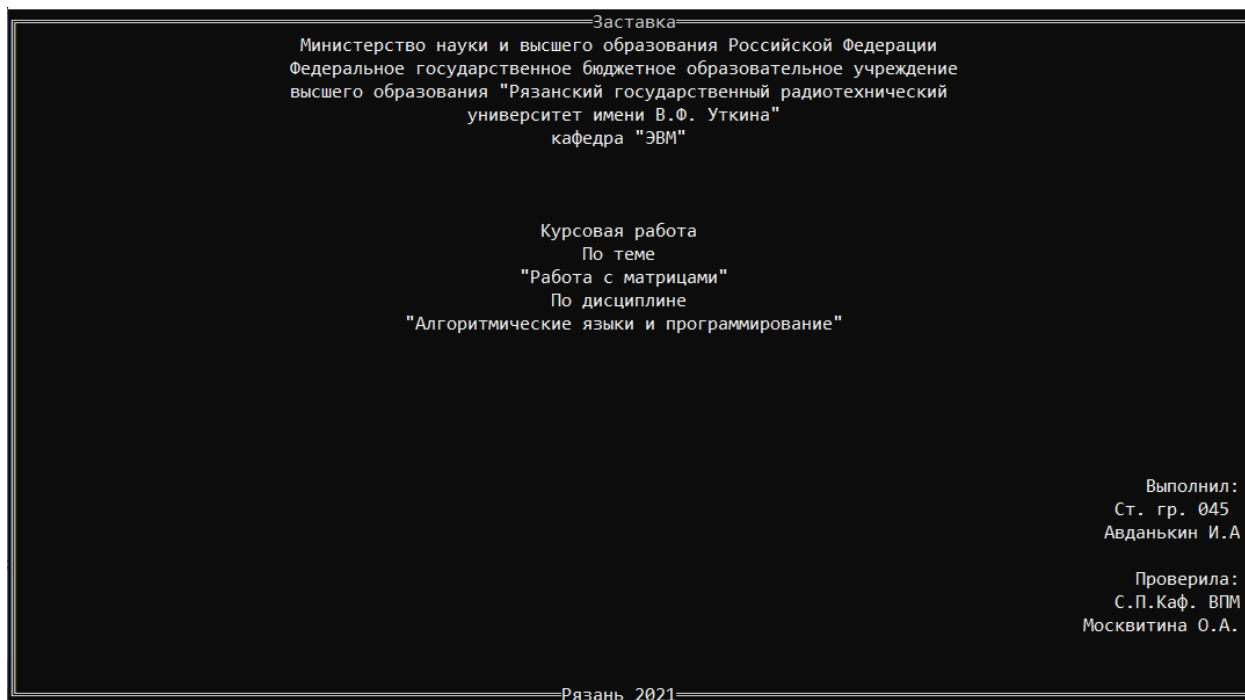 Заставка
Министерство науки и высшего образования Российской Федерации
Федеральное государственное бюджетное образовательное учреждение
высшего образования "Рязанский государственный радиотехнический
университет имени В.Ф. Уткина"
кафедра "ЭВМ"
Курсовая работа
По теме
"Работа с матрицами"
По дисциплине
"Алгоритмические языки и программирование"
Выполнил:
Ст. гр. 045
Авданькин И.А
Проверила:
С.П.Каф. ВПМ
Москвитина О.А.
Рязань 2021